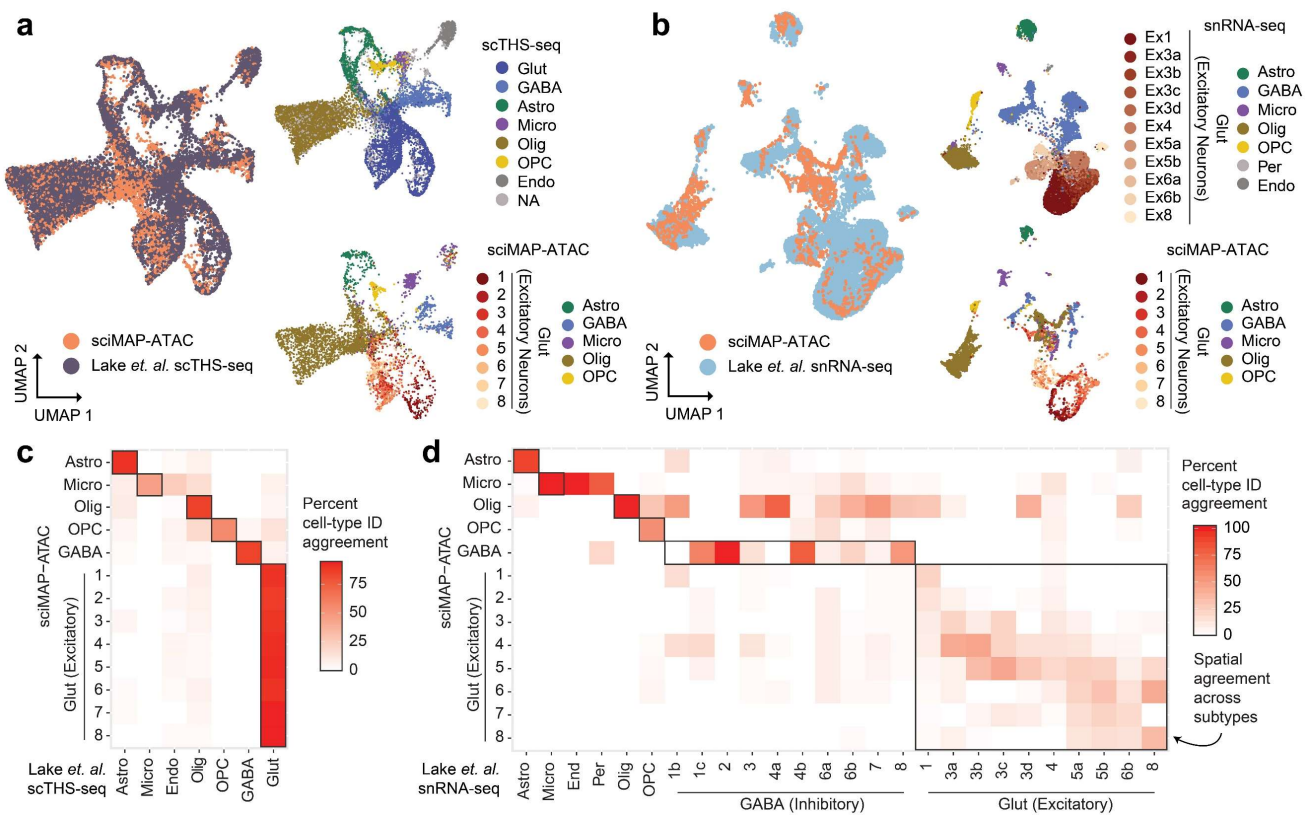 a
scTHS-seq
Glut
GABA
Astro
Micro
Olig
OPC
Endo
NA
sciMAP-ATAC
1
2
3
4
5
6
7
8
(Excitatory Neurons)
Glut
Astro
GABA
Micro
Olig
OPC
sciMAP-ATAC
Lake et. al. scTHS-seq
UMAP 2
UMAP 1
b
snRNA-seq
Ex1
Ex3a
Ex3b
Ex3c
Ex3d
Ex4
Ex5a
Ex5b
Ex6a
Ex6b
Ex8
(Excitatory Neurons)
Glut
Astro
GABA
Micro
Olig
OPC
Per
Endo
sciMAP-ATAC
1
2
3
4
5
6
7
8
(Excitatory Neurons)
Glut
Astro
GABA
Micro
Olig
OPC
sciMAP-ATAC
Lake et. al. snRNA-seq
UMAP 2
UMAP 1
c
sciMAP-ATAC
Astro
Micro
Olig
OPC
GABA
Glut (Excitatory)
1
2
3
4
5
6
7
8
Lake et. al.
scTHS-seq
Astro
Micro
Endo
Olig
OPC
GABA
Glut
Percent
cell-type ID
aggreement
75
50
25
0
d
sciMAP-ATAC
Astro
Micro
Olig
OPC
GABA
Glut (Excitatory)
1
2
3
4
5
6
7
8
Lake et. al.
snRNA-seq
Astro
Micro
End
Per
Olig
OPC
1b
1c
2
3
4a
4b
6a
6b
7
8
GABA (Inhibitory)
1
3a
3b
3c
3d
4
5a
5b
6b
8
Glut (Excitatory)
Percent
cell-type ID
aggreement
100
75
50
25
0
Spatial
agreement
across
subtypes